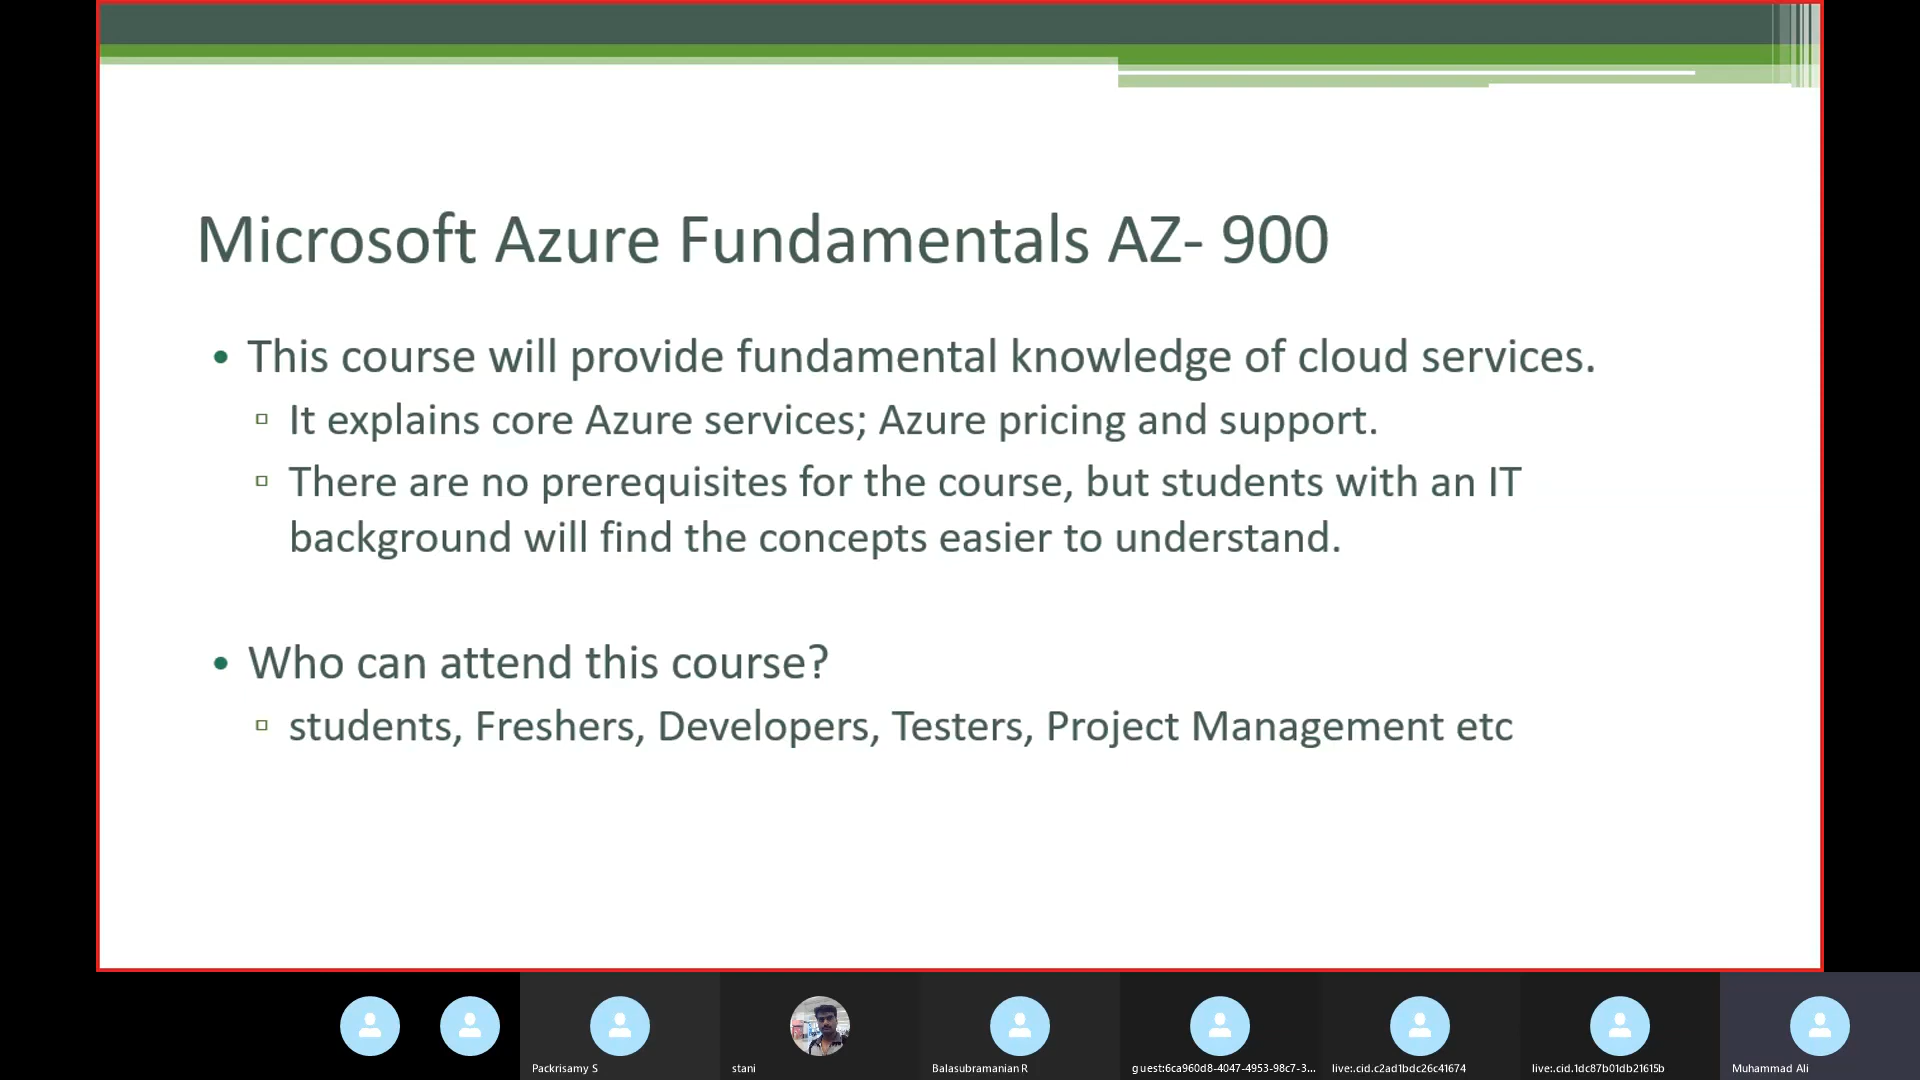 Microsoft Azure Fundamentals AZ- 900
• This course will provide fundamental knowledge of cloud services.
▫ It explains core Azure services; Azure pricing and support.
▫ There are no prerequisites for the course, but students with an IT
background will find the concepts easier to understand.
• Who can attend this course?
▫ students, Freshers, Developers, Testers, Project Management etc
Packrisamy S
stani
Balasubramanian R
guest:6ca960d8-4047-4953-98c7-3...
live:.cid.c2ad1bdc26c41674
live:.cid.1dc87b01db21615b
Muhammad Ali